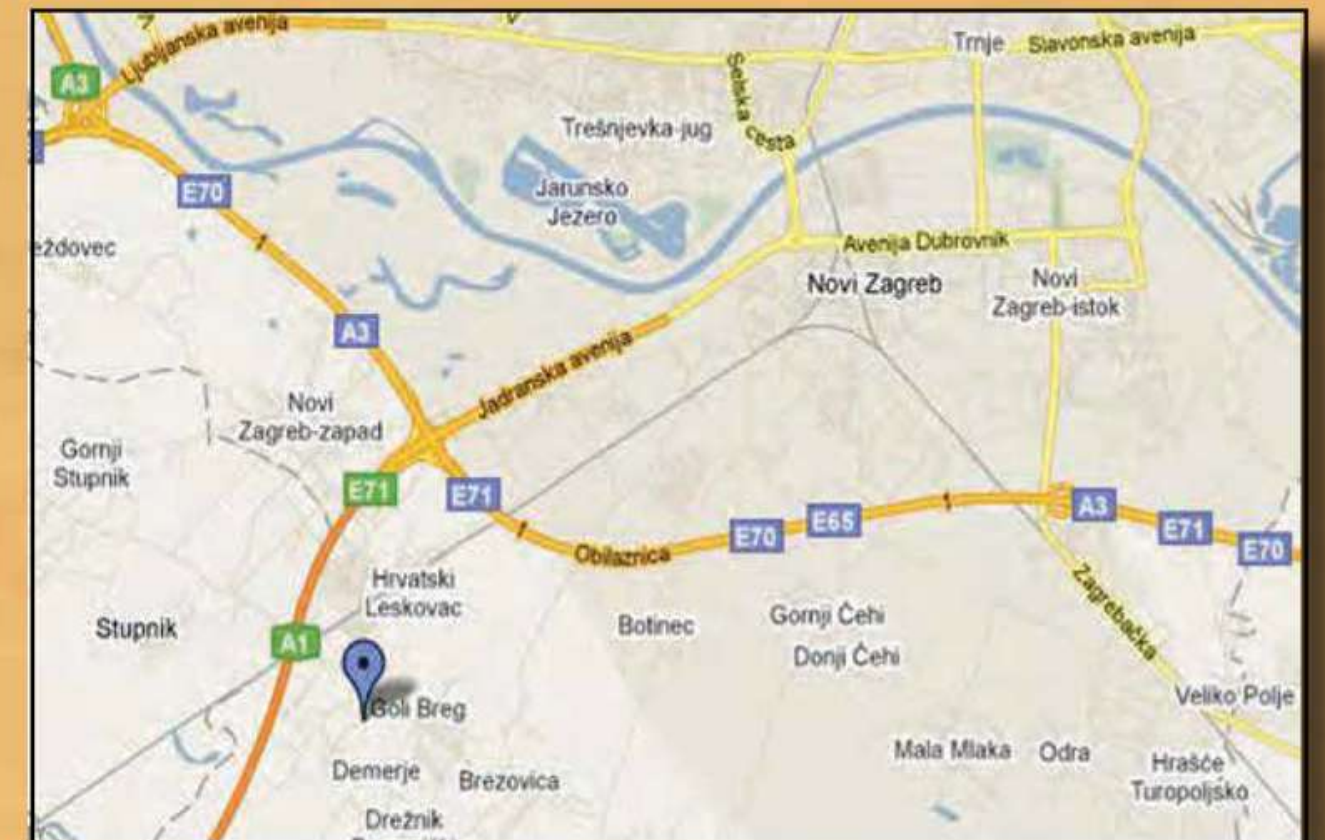 Ljubljanska avenija
A3
Selska cesta
Trnje
Slavonska avenija
Trešnjevka-jug
E70
Jarunsko
Jezero
Avenija Dubrovnik
eždovec
Novi Zagreb
Novi
Zagreb-istok
A3
Jadranska avenija
Novi
Zagreb-zapad
Gornji
Stupnik
E71
E71
Obilaznica
E70
E65
A3
E71
E70
Hrvatski
Leskovac
Zagrebačka
Stupnik
A1
Botinec
Gornji Čehi
Donji Čehi
Goli Breg
Veliko Polje
Demerje
Brezovica
Mala Mlaka
Odra
Hrašće
Turopoljsko
Drežnik